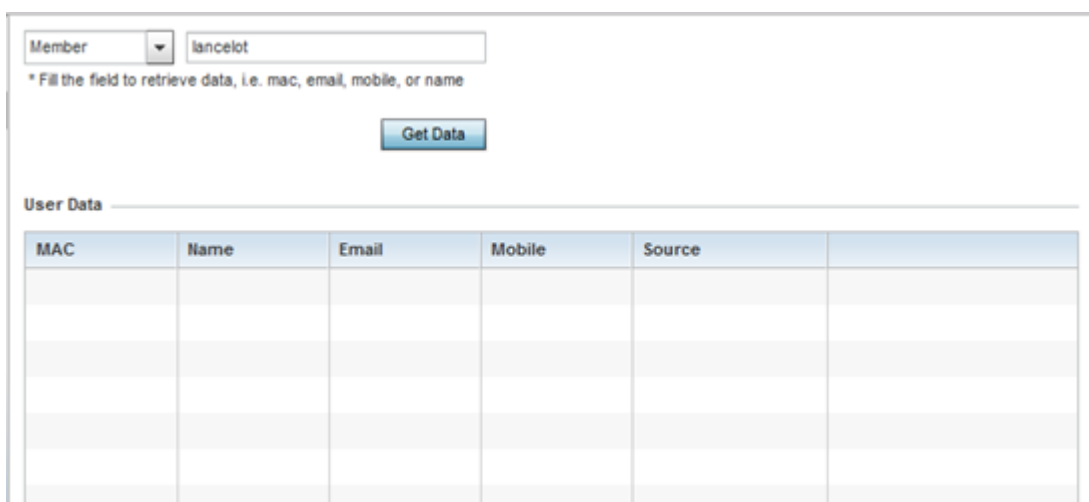 Member lancelot
* Fill the field to retrieve data, i.e. mac, email, mobile, or name
Get Data
User Data
MAC Name Email Mobile Source